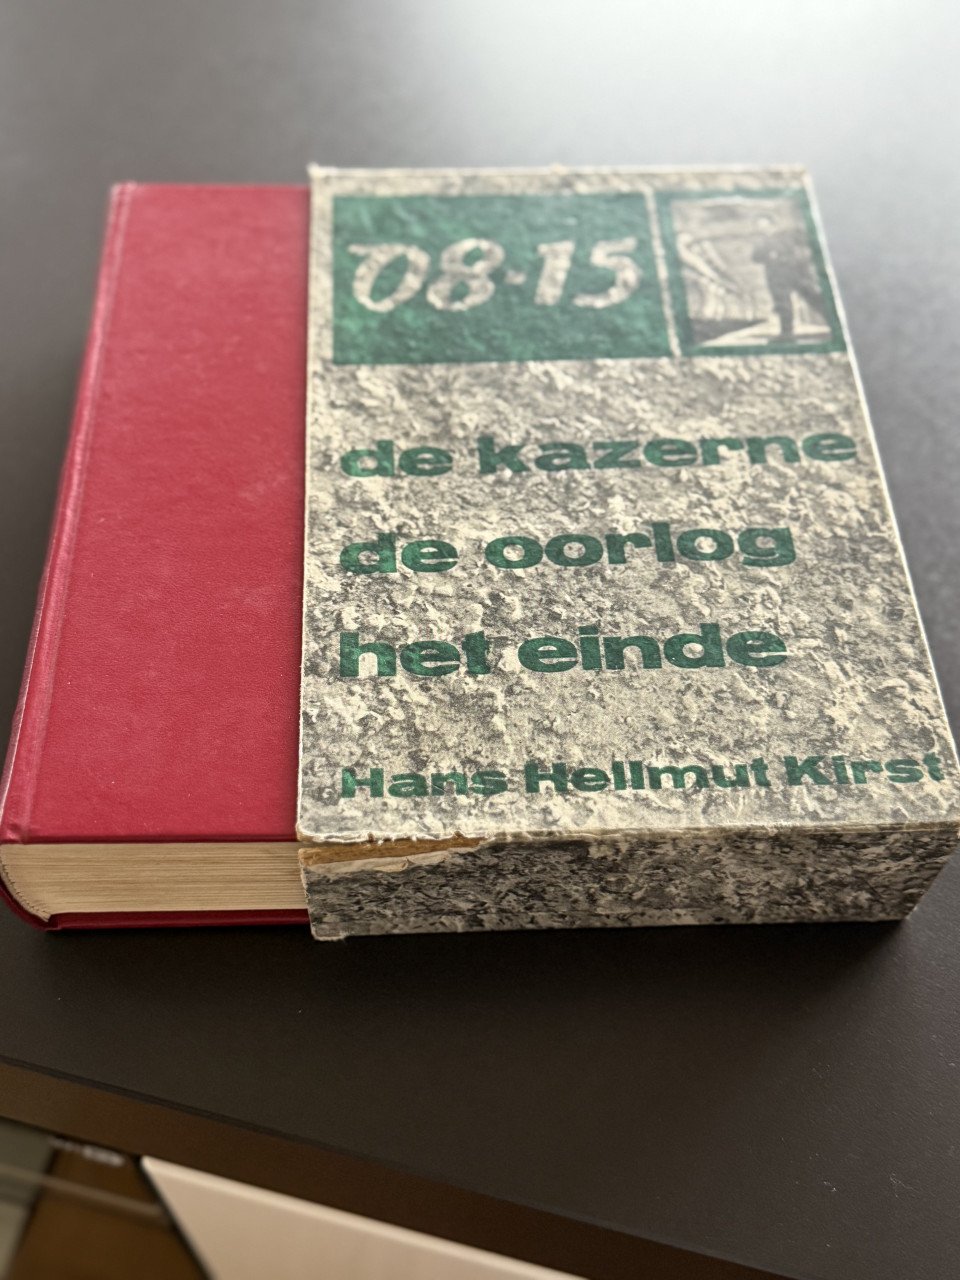 08·15
de kazerne
de oorlog
het einde
Hans Hellmut Kirst